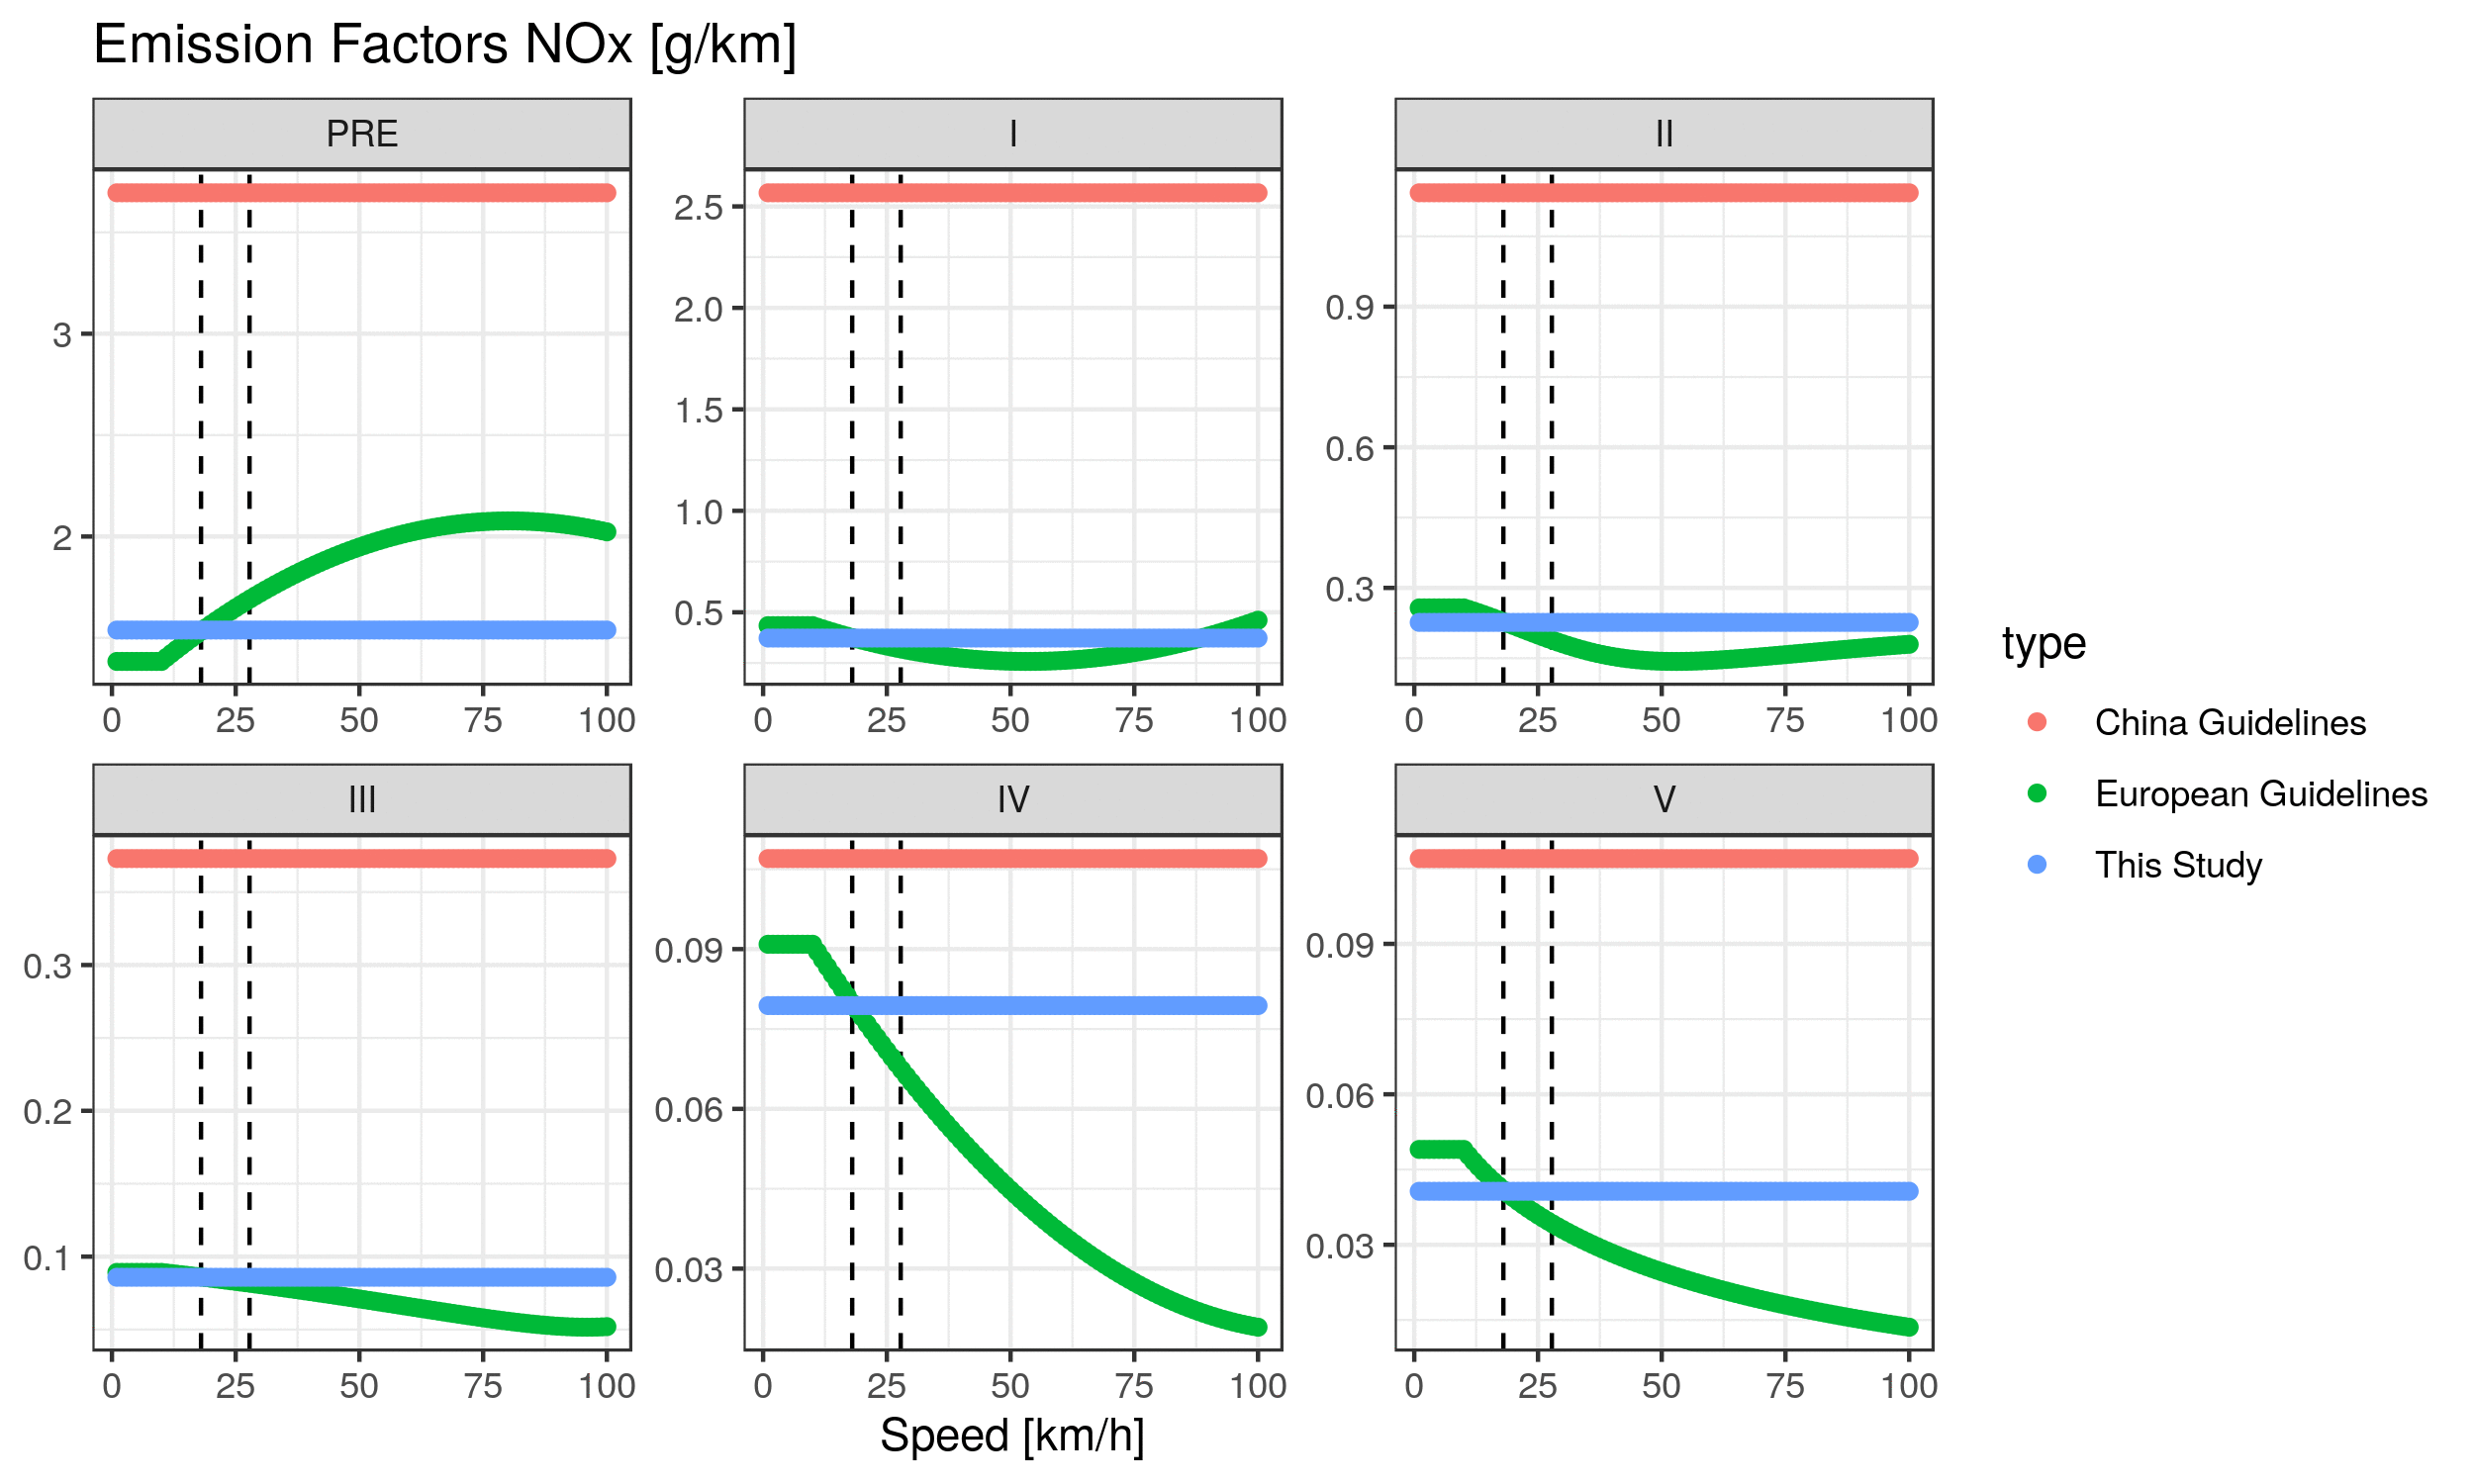 Emission Factors NOx [g/km]
PRE
I
II
3
2
2.5
2.0
1.5
1.0
0.5
0.9
0.6
0.3
0 25 50 75 100
0 25 50 75 100
0 25 50 75 100
III
IV
V
0.3
0.2
0.1
0.09
0.06
0.03
0.09
0.06
0.03
0 25 50 75 100
0 25 50 75 100
0 25 50 75 100
Speed [km/h]
type
China Guidelines
European Guidelines
This Study